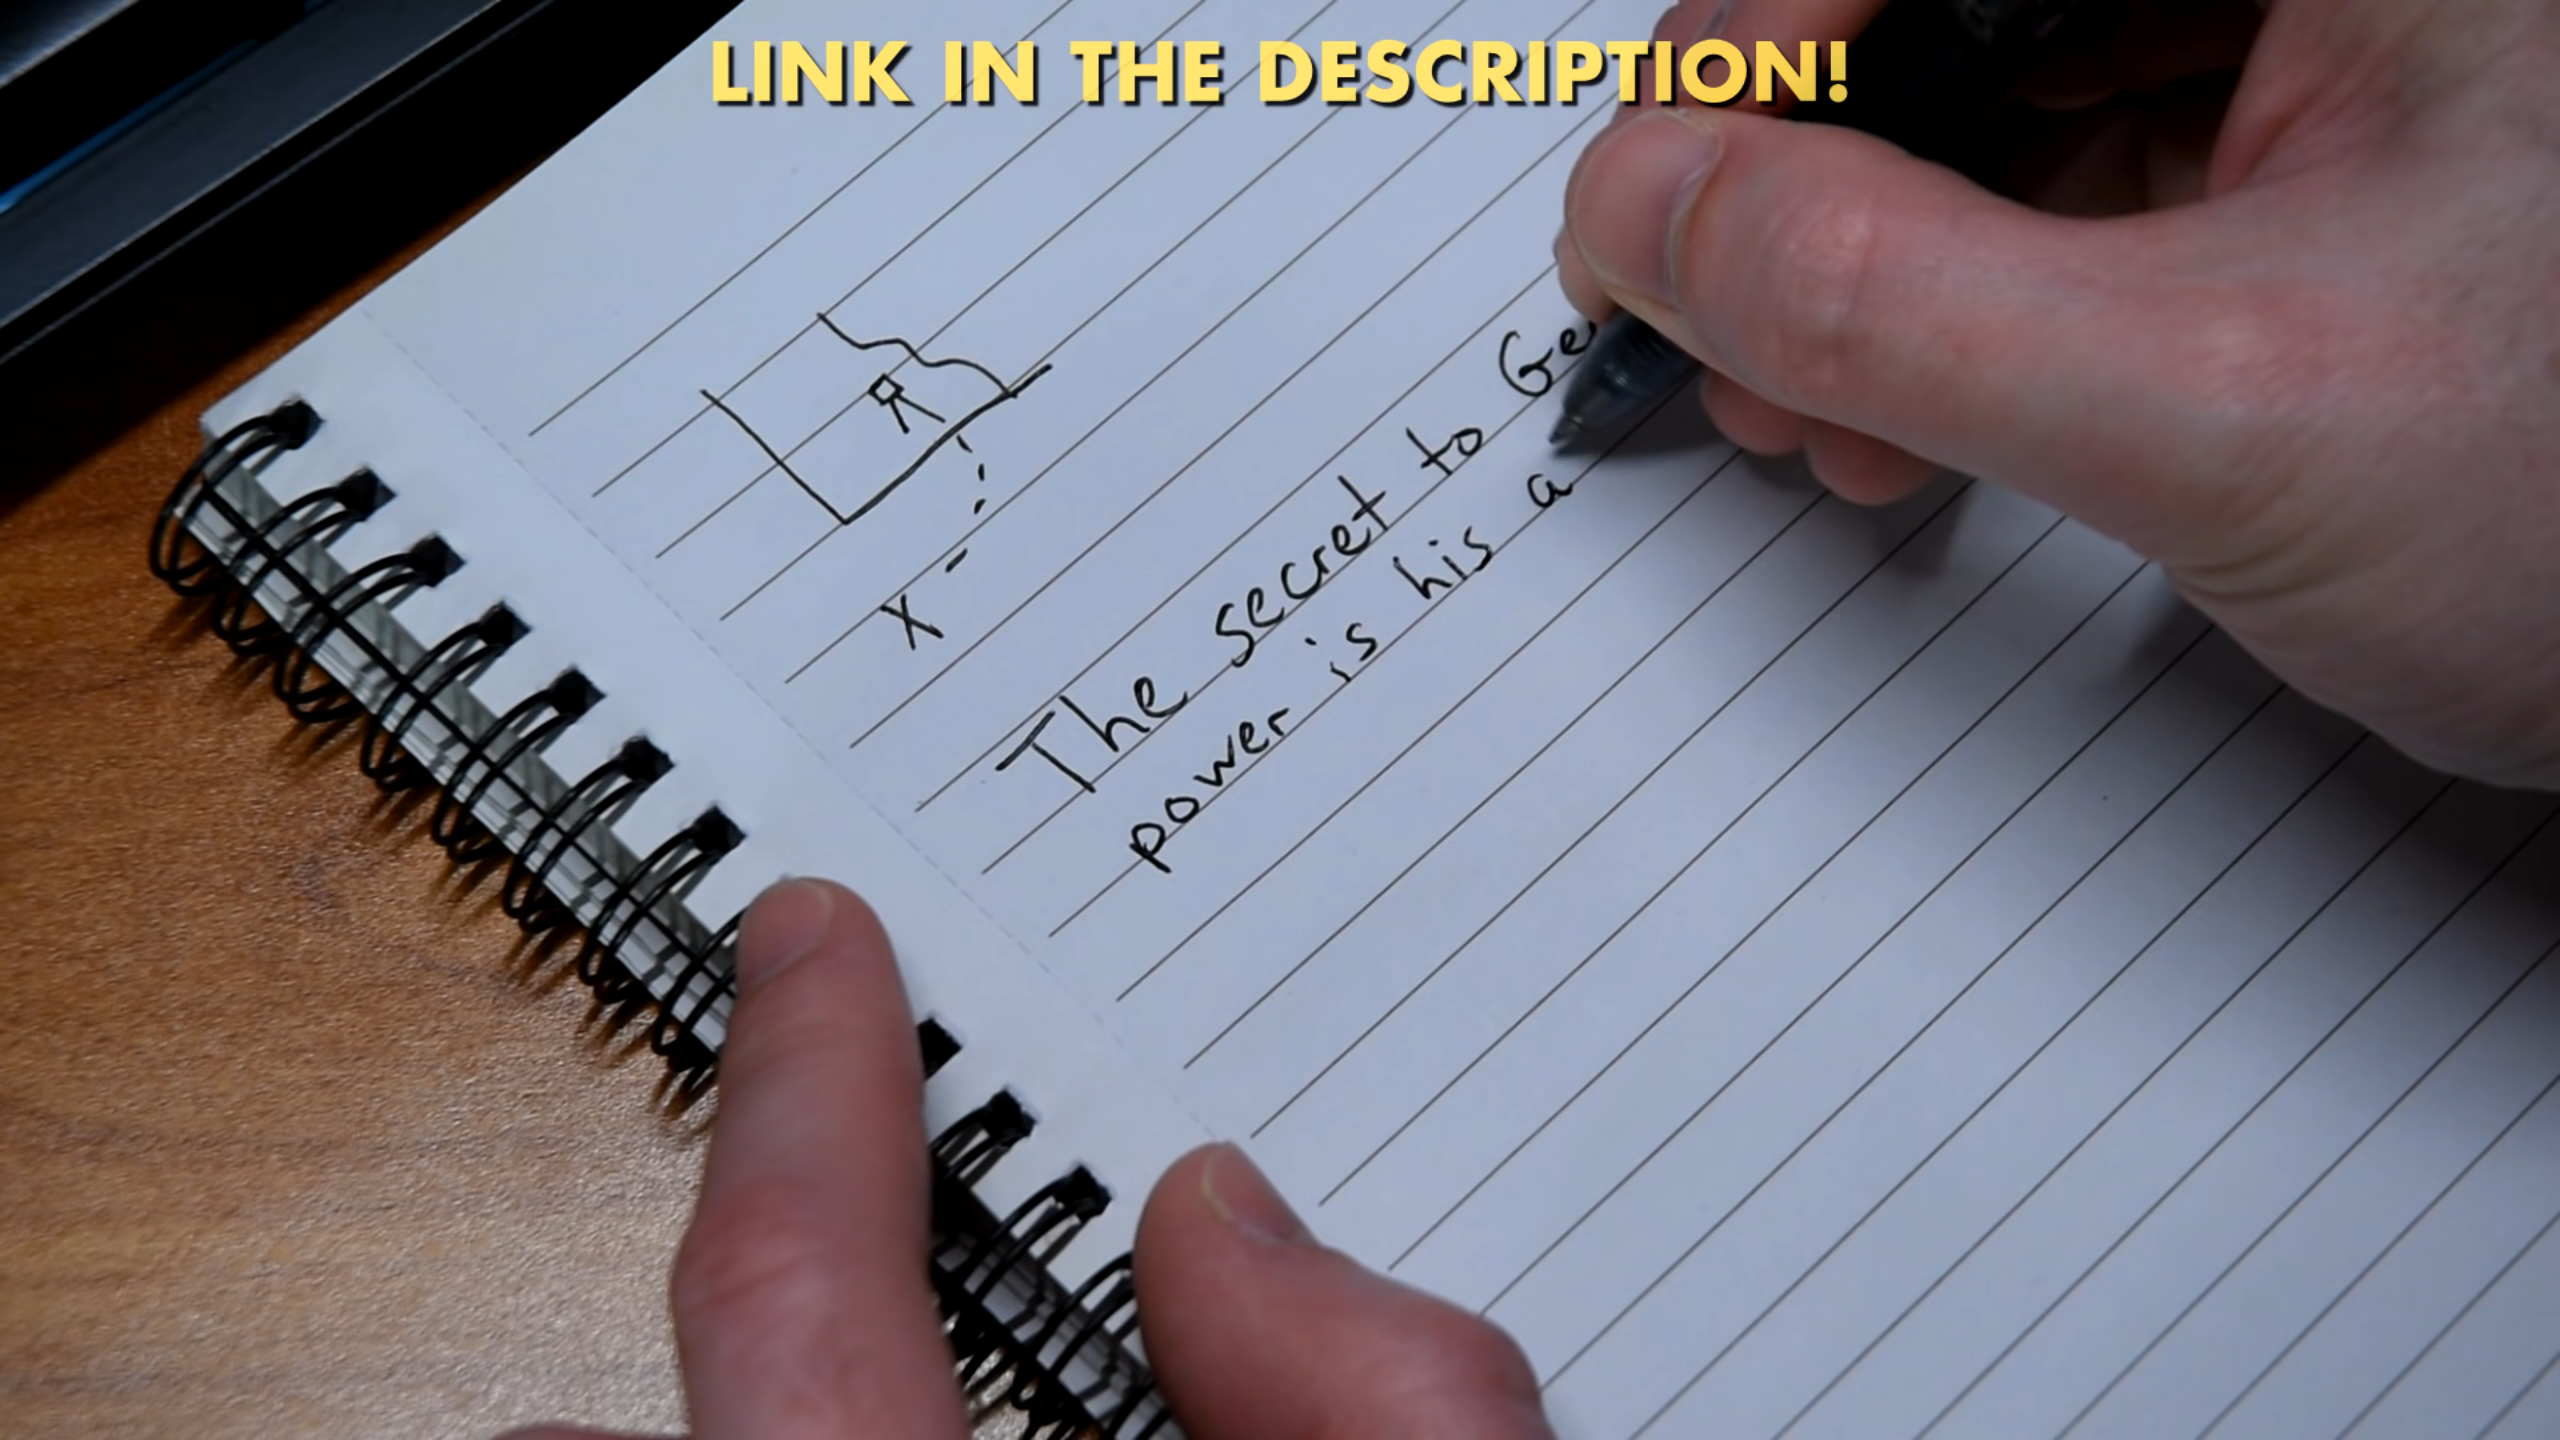 LINK IN THE DESCRIPTION!
X
The secret to
power is his a